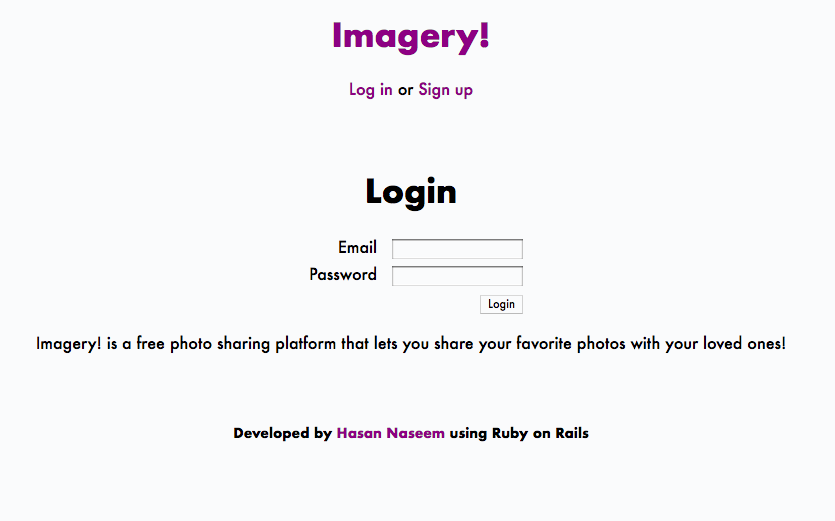 Imagery!
Log in or Sign up
Login
Email
Password
Login
Imagery! is a free photo sharing platform that lets you share your favorite photos with your loved ones!
Developed by Hasan Naseem using Ruby on Rails